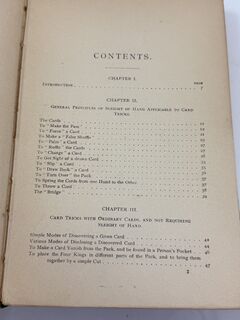 CONTENTS.
CHAPTER I.
PAGE
INTRODUCTION
CHAPTER II.
GENERAL PRINCIPLES OF SLEIGHT OF HAND APPLICABLE TO CARD
TRICKS.
The Cards
To "Make the Pass"
To "Force" a Card
To Make a "False Shuffle"
To "Palm" a Card
To "Ruffle" the Cards
To "Change" a Card
To Get Sight of a drawn Card
To "Slip" a Card
To "Draw Back" a Card
To "Turn Over" the Pack
To Spring the Cards from one Hand to the Other
To Throw a Card
The "Bridge"
CHAPTER III.
CARD TRICKS WITH ORDINARY CARDS, AND NOT REQUIRING
SLEIGHT OF HAND.
Simple Modes of Discovering a Given Card
Various Modes of Disclosing a Discovered Card
To Make a Card Vanish from the Pack, and be found in a Person's Pocket
To place the Four Kings in different parts of the Pack, and to bring them
together by a simple Cut 47